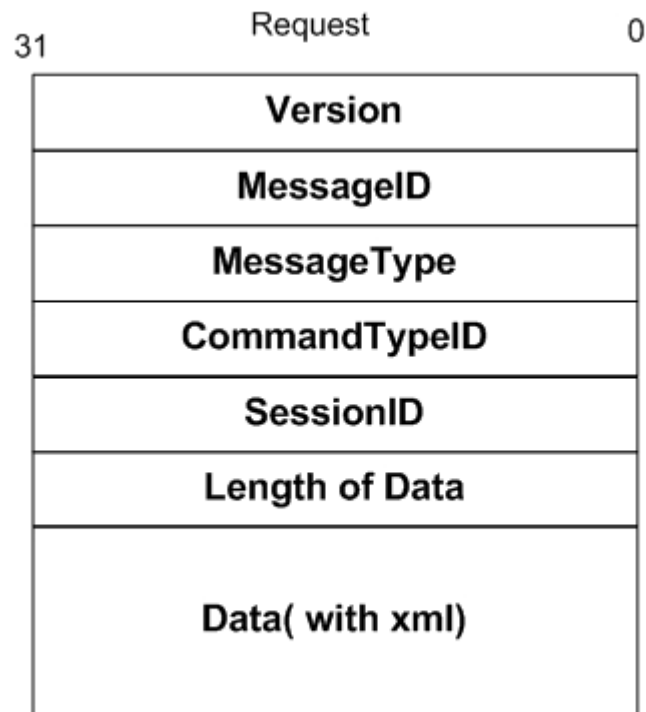 Request
31 0
Version
MessageID
MessageType
CommandTypeID
SessionID
Length of Data
Data( with xml)